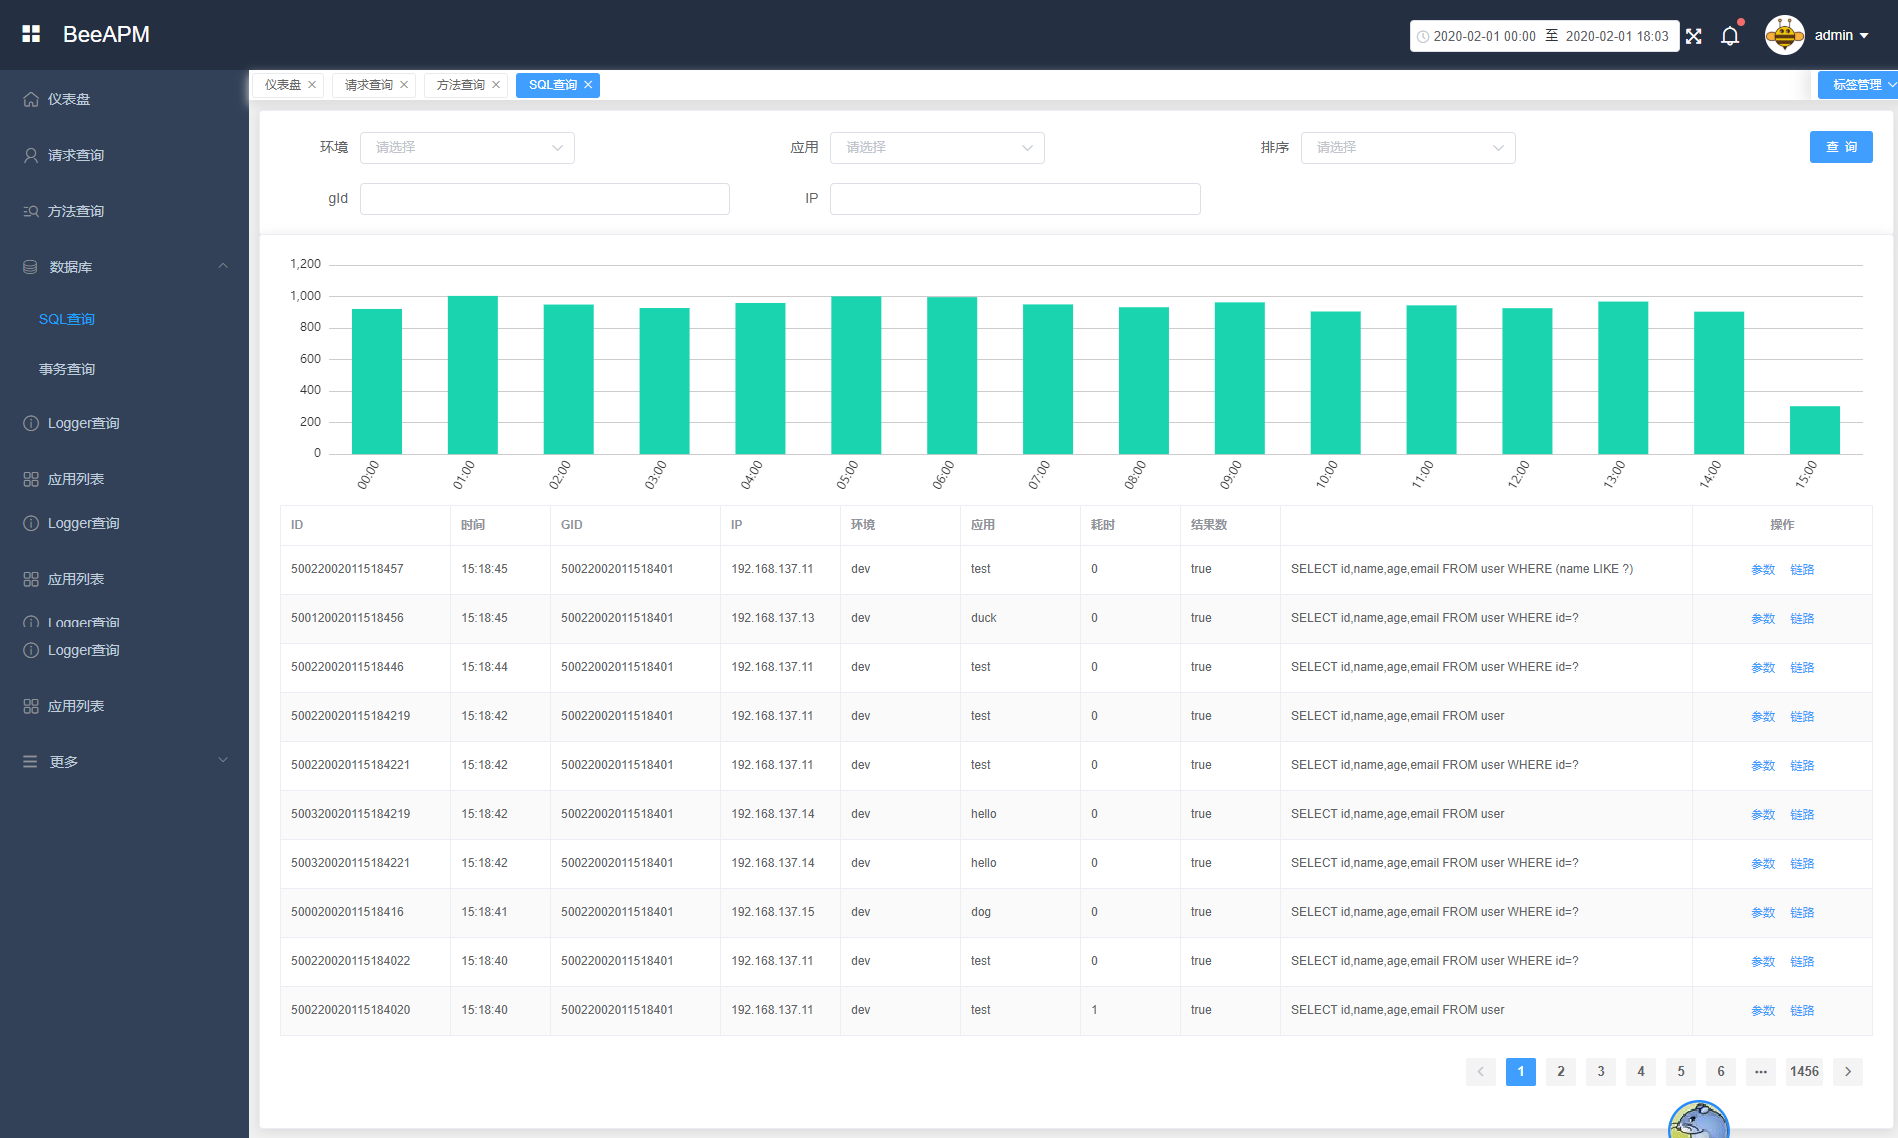 BeeAPM
2020-02-01 00:00 至 2020-02-01 18:03
admin
仪表盘
请求查询
方法查询
数据库
SQL查询
事务查询
Logger查询
应用列表
Logger查询
应用列表
Logger查询
Logger查询
应用列表
更多
仪表盘 请求查询 方法查询 SQL查询 标签管理
环境 请选择 应用 请选择 排序 请选择 查 询
gId IP
1,200
1,000
800
600
400
200
0
00:00 01:00 02:00 03:00 04:00 05:00 06:00 07:00 08:00 09:00 10:00 11:00 12:00 13:00 14:00 15:00
ID 时间 GID IP 环境 应用 耗时 结果数 操作
50022002011518457 15:18:45 50022002011518401 192.168.137.11 dev test 0 true SELECT id,name,age,email FROM user WHERE (name LIKE ?) 参数 链路
50012002011518456 15:18:45 50022002011518401 192.168.137.13 dev duck 0 true SELECT id,name,age,email FROM user WHERE id=? 参数 链路
50022002011518446 15:18:44 50022002011518401 192.168.137.11 dev test 0 true SELECT id,name,age,email FROM user WHERE id=? 参数 链路
500220020115184219 15:18:42 50022002011518401 192.168.137.11 dev test 0 true SELECT id,name,age,email FROM user 参数 链路
500220020115184221 15:18:42 50022002011518401 192.168.137.11 dev test 0 true SELECT id,name,age,email FROM user WHERE id=? 参数 链路
500320020115184219 15:18:42 50022002011518401 192.168.137.14 dev hello 0 true SELECT id,name,age,email FROM user 参数 链路
500320020115184221 15:18:42 50022002011518401 192.168.137.14 dev hello 0 true SELECT id,name,age,email FROM user WHERE id=? 参数 链路
50002002011518416 15:18:41 50022002011518401 192.168.137.15 dev dog 0 true SELECT id,name,age,email FROM user WHERE id=? 参数 链路
500220020115184022 15:18:40 50022002011518401 192.168.137.11 dev test 0 true SELECT id,name,age,email FROM user WHERE id=? 参数 链路
500220020115184020 15:18:40 50022002011518401 192.168.137.11 dev test 1 true SELECT id,name,age,email FROM user 参数 链路
1 2 3 4 5 6 ••• 1456